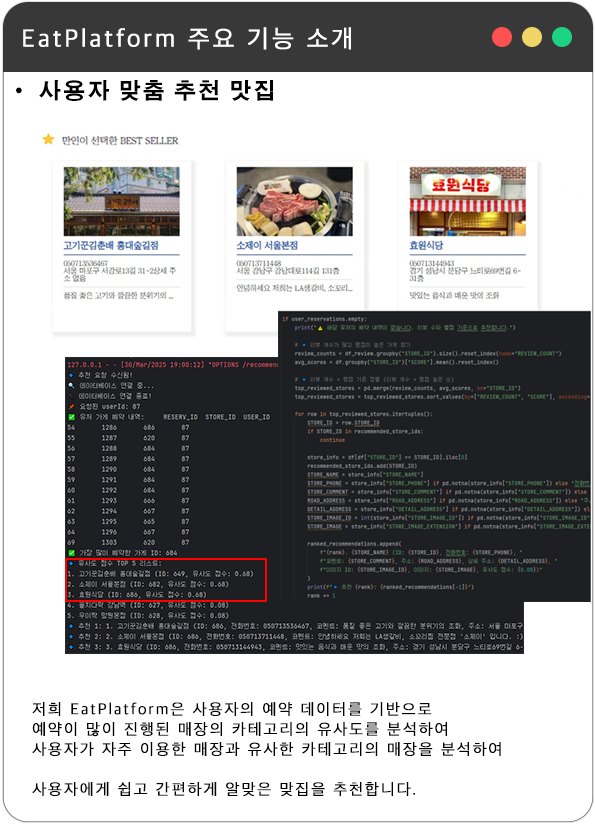 EatPlatform 주요 기능 소개
• 사용자 맞춤 추천 맛집
만인이 선택한 BEST SELLER
고기꾼김춘배 홍대숲길점
050713536467
서울 마포구 서강로13길 31-2상세 주
소 없음
품질 좋은 고기와 깔끔한 분위기의 ...
소제이 서울본점
050713711448
서울 강남구 강남대로114길 131층
안녕하세요 저희는 LA생갈비, 소꼬리...
효원식당
효원식당
050713144943
경기 성남시 분당구 느티로69번길 6-
31층
맛있는 음식과 매운 맛의 조화
if user_reservations.empty:
print("⚠ 해당 유저의 예약 내역이 없습니다. 리뷰 수와 별점 기준으로 추천합니다.")
# 🔹 리뷰 개수가 많고 평점이 높은 가게 찾기
review_counts = df_review.groupby("STORE_ID").size().reset_index(name="REVIEW_COUNT")
avg_scores = df_review.groupby("STORE_ID")["SCORE"].mean().reset_index()
# 🔹 리뷰 개수 + 평점 기준 정렬 (리뷰 개수 → 평점 높은 순)
top_reviewed_stores = pd.merge(review_counts, avg_scores, on="STORE_ID")
top_reviewed_stores = top_reviewed_stores.sort_values(by=["REVIEW_COUNT", "SCORE"], ascending=
for row in top_reviewed_stores.itertuples():
STORE_ID = row.STORE_ID
if STORE_ID in recommended_store_ids:
continue
store_info = df[df["STORE_ID"] == STORE_ID].iloc[0]
recommended_store_ids.add(STORE_ID)
STORE_NAME = store_info["STORE_NAME"]
STORE_PHONE = store_info["STORE_PHONE"] if pd.notna(store_info["STORE_PHONE"]) else "전화번
STORE_COMMENT = store_info["STORE_COMMENT"] if pd.notna(store_info["STORE_COMMENT"]) else
ROAD_ADDRESS = store_info["ROAD_ADDRESS"] if pd.notna(store_info["ROAD_ADDRESS"]) else "주
DETAIL_ADDRESS = store_info["DETAIL_ADDRESS"] if pd.notna(store_info["DETAIL_ADDRESS"])
STORE_IMAGE_ID = int(store_info["STORE_IMAGE_ID"]) if pd.notna(store_info["STORE_IMAGE_ID"
STORE_IMAGE = store_info["STORE_IMAGE_EXTENSION"] if pd.notna(store_info["STORE_IMAGE_EXTE
ranked_recommendations.append(
f"{rank}. {STORE_NAME} (ID: {STORE_ID}, 전화번호: {STORE_PHONE}, "
f"코멘트: {STORE_COMMENT}, 주소: {ROAD_ADDRESS}, 상세 주소: {DETAIL_ADDRESS}, "
f"이미지 ID: {STORE_IMAGE_ID}, 이미지: {STORE_IMAGE}, 유사도 점수: {0.00})"
)
print(f"🔹 추천 {rank}: {ranked_recommendations[-1]}")
rank += 1
127.0.0.1 - - [30/Mar/2025 19:00:12] "OPTIONS /recommen
🔹 추천 요청 수신됨!
🔍 데이터베이스 연결 중...
데이터베이스 연결 종료!
📌 요청된 userId: 87
✅ 유저 가게 예약 내역: RESERV_ID STORE_ID USER_ID
54 1286 686 87
55 1287 620 87
56 1288 684 87
57 1289 684 87
58 1290 684 87
59 1291 684 87
60 1292 684 87
61 1293 666 87
62 1294 667 87
63 1295 665 87
64 1296 667 87
69 1303 620 87
✅ 가장 많이 예약한 가게 ID: 684
🔹 유사도 점수 TOP 5 리스트:
1. 고기꾼김춘배 홍대숲길점 (ID: 649, 유사도 점수: 0.68)
2. 소제이 서울본점 (ID: 682, 유사도 점수: 0.68)
3. 효원식당 (ID: 686, 유사도 점수: 0.68)
4. 을지다락 강남역 (ID: 627, 유사도 점수: 0.08)
5. 우이락 망원본점 (ID: 628, 유사도 점수: 0.08)
🔹 추천 1: 1. 고기꾼김춘배 홍대숲길점 (ID: 686, 전화번호: 050713536467, 코멘트: 품질 좋은 고기와 깔끔한 분위기의 조화, 주소: 서울 마포구
🔹 추천 2: 2. 소제이 서울본점 (ID: 686, 전화번호: 050713711448, 코멘트: 안녕하세요 저희는 LA생갈비, 소꼬리찜 전문점 '소제이' 입니다. :)
🔹 추천 3: 3. 효원식당 (ID: 686, 전화번호: 050713144943, 코멘트: 맛있는 음식과 매운 맛의 조화, 주소: 경기 성남시 분당구 느티로69번길 6-
저희 EatPlatform은 사용자의 예약 데이터를 기반으로
예약이 많이 진행된 매장의 카테고리의 유사도를 분석하여
사용자가 자주 이용한 매장과 유사한 카테고리의 매장을 분석하여
사용자에게 쉽고 간편하게 알맞은 맞집을 추천합니다.